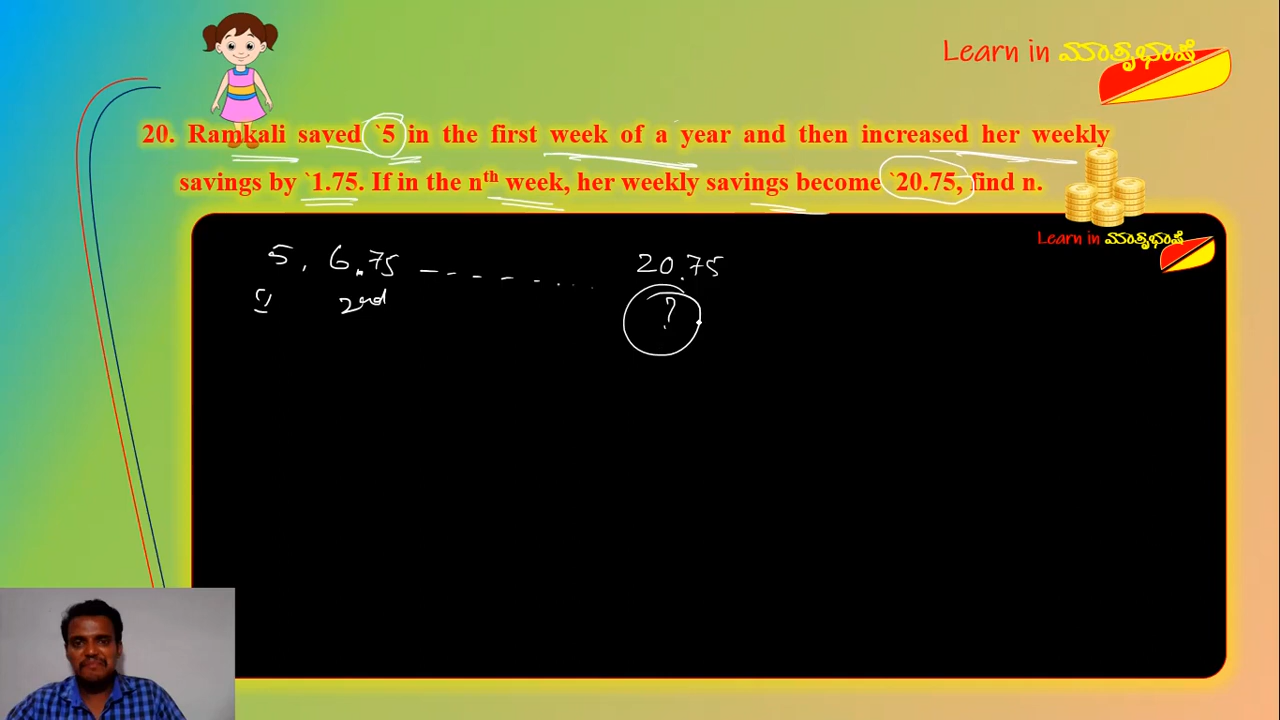 Learn in ಮಾತೃಭಾಷೆ
20. Ramkali saved `5 in the first week of a year and then increased her weekly
savings by `1.75. If in the nth week, her weekly savings become `20.75, find n.
Learn in ಮಾತೃಭಾಷೆ
5, 6.75 - - - - - . . . 20.75
2nd ?